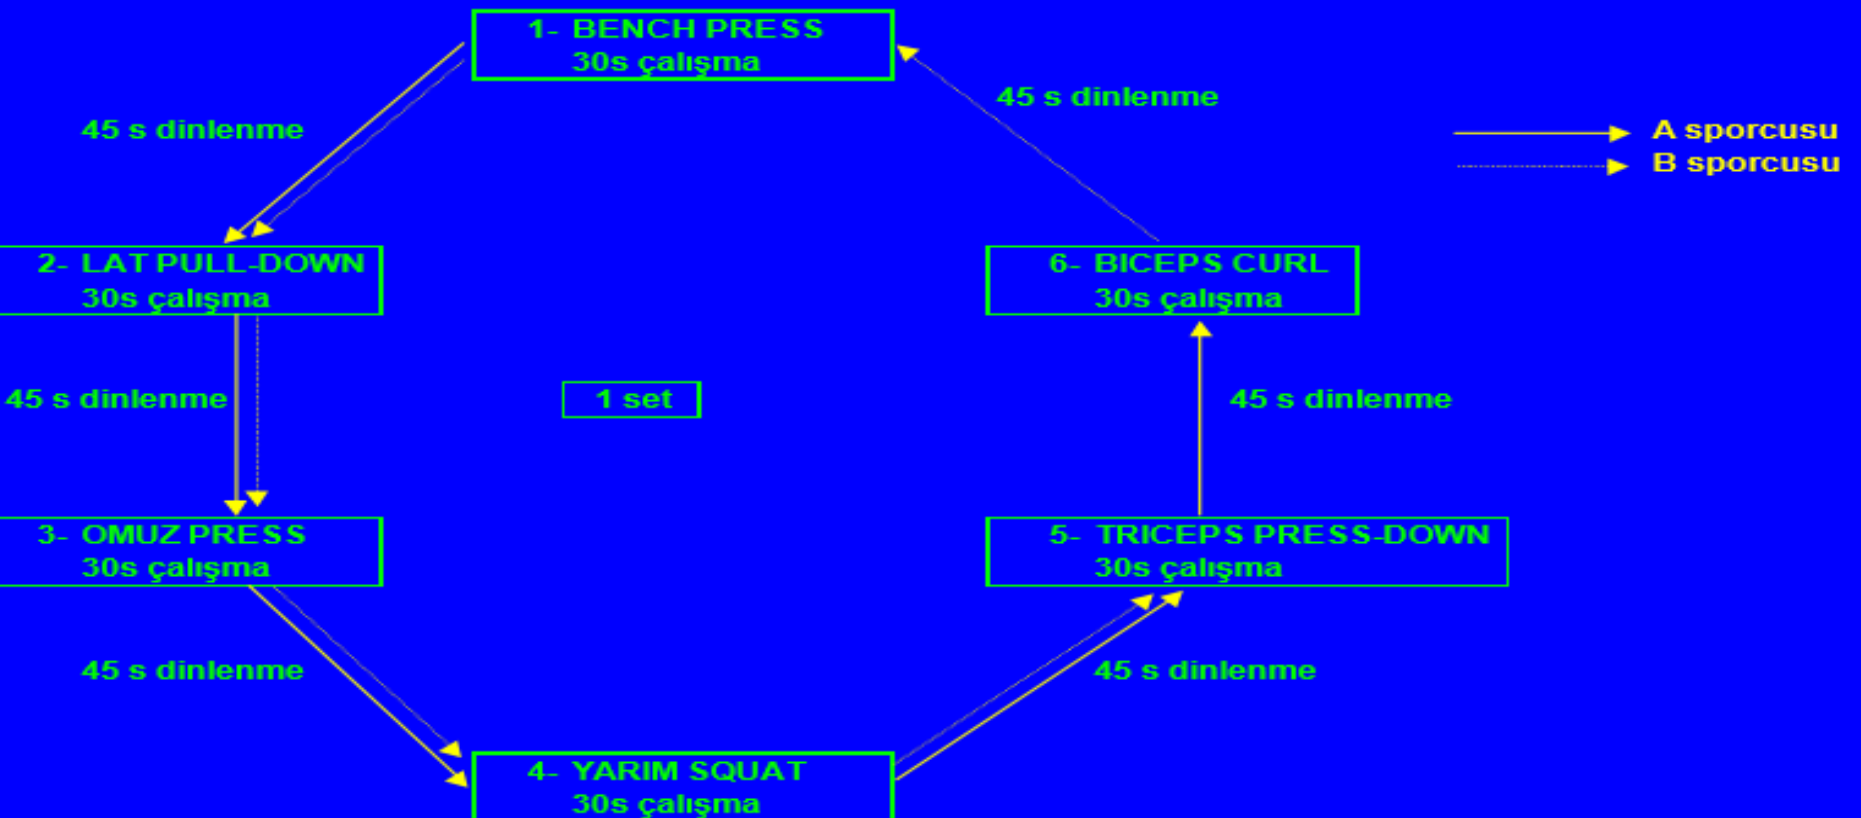 1- BENCH PRESS
30s çalışma
45 s dinlenme
45 s dinlenme
A sporcusu
B sporcusu
2- LAT PULL-DOWN
30s çalışma
6- BICEPS CURL
30s çalışma
45 s dinlenme
1 set
45 s dinlenme
3- OMUZ PRESS
30s çalışma
5- TRICEPS PRESS-DOWN
30s çalışma
45 s dinlenme
45 s dinlenme
4- YARIM SQUAT
30s çalışma